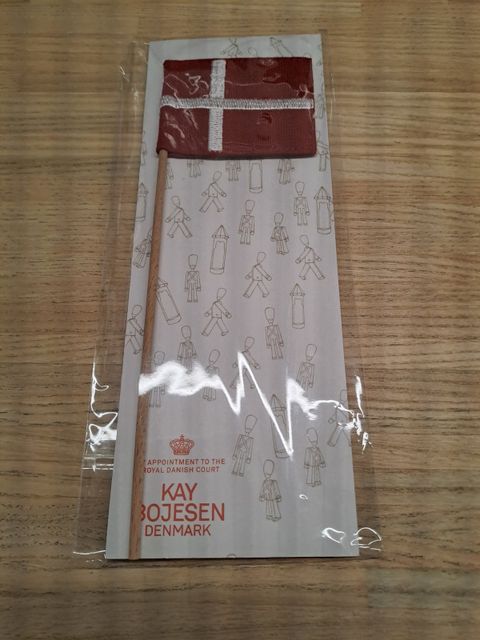 APPOINTMENT TO THE
ROYAL DANISH COURT
KAY
BOJESEN
DENMARK